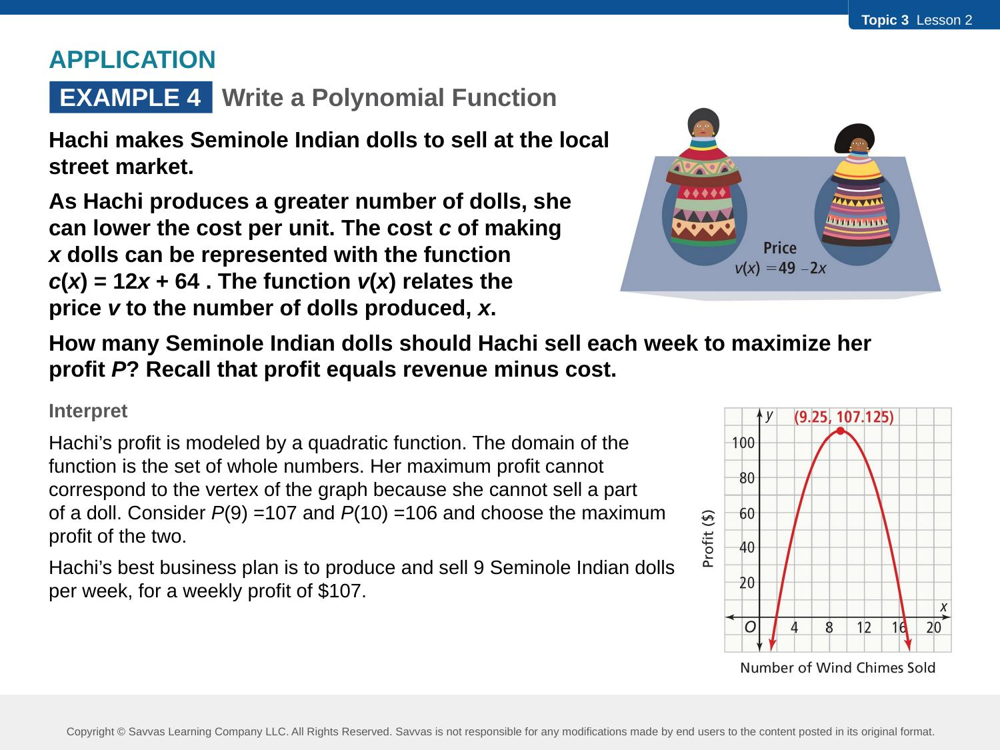 Topic 3 Lesson 2
APPLICATION
EXAMPLE 4 Write a Polynomial Function
Hachi makes Seminole Indian dolls to sell at the local
street market.
As Hachi produces a greater number of dolls, she
can lower the cost per unit. The cost c of making
x dolls can be represented with the function
c(x) = 12x + 64 . The function v(x) relates the
price v to the number of dolls produced, x.
Price
v(x) =49 –2x
How many Seminole Indian dolls should Hachi sell each week to maximize her
profit P? Recall that profit equals revenue minus cost.
Interpret
Hachi’s profit is modeled by a quadratic function. The domain of the
function is the set of whole numbers. Her maximum profit cannot
correspond to the vertex of the graph because she cannot sell a part
of a doll. Consider P(9) =107 and P(10) =106 and choose the maximum
profit of the two.
Hachi’s best business plan is to produce and sell 9 Seminole Indian dolls
per week, for a weekly profit of $107.
y
(9.25, 107.125)
100
80
60
40
20
Profit ($)
x
O 4 8 12 16 20
Number of Wind Chimes Sold
Copyright © Savvas Learning Company LLC. All Rights Reserved. Savvas is not responsible for any modifications made by end users to the content posted in its original format.